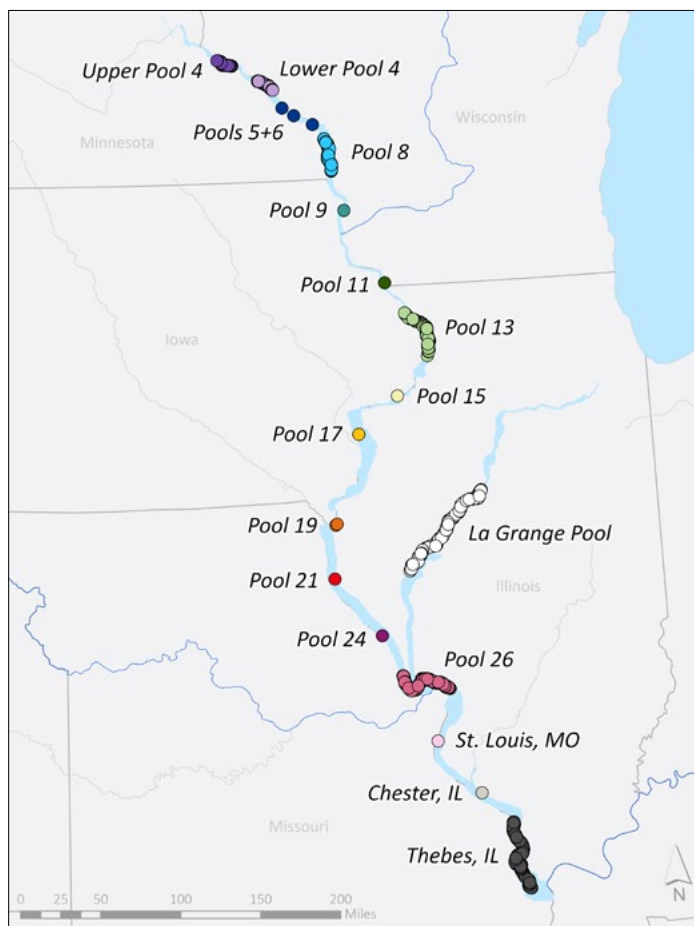 Upper Pool 4
Lower Pool 4
Pools 5+6
Wisconsin
Minnesota
Pool 8
Pool 9
Pool 11
Pool 13
Iowa
Pool 15
Pool 17
Pool 19
La Grange Pool
Pool 21
Illinois
Pool 24
Pool 26
St. Louis, MO
Chester, IL
Missouri
Thebes, IL
N
0 25 50 100 150 200
Miles